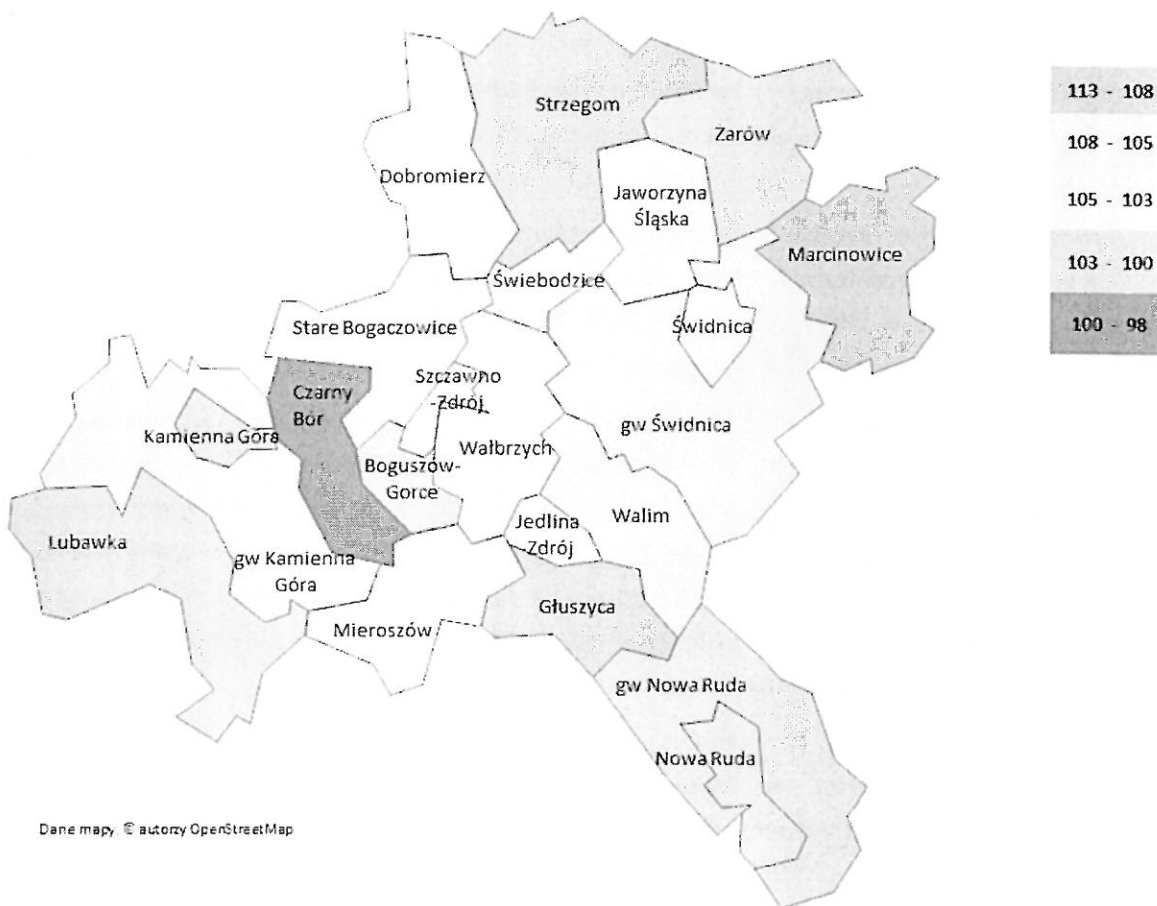 Strzegom
Zarów
Dobromierz
Jaworzyna
Śląska
Marcinowice
Świebodzice
Stare Bogaczowice
Świdnica
Szczawno
-Zdrój
Czarny
Bór
gw Świdnica
Kamienna Góra
Wałbrzych
Boguszów-
Gorce
Jedlina
-Zdrój
Walim
Lubawka
gw Kamienna
Góra
Głuszyca
Mieroszów
gw Nowa Ruda
Nowa Ruda
113 - 108
108 - 105
105 - 103
103 - 100
100 - 98
Dane mapy: © autorzy OpenStreetMap